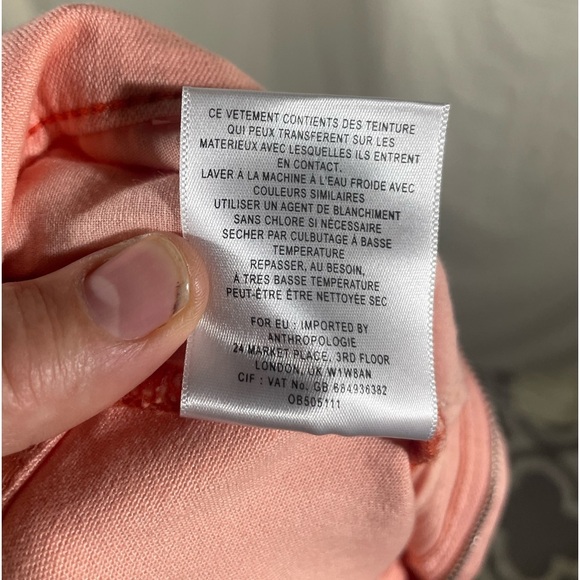 CE VETEMENT CONTIENTS DES TEINTURE
QUI PEUX TRANSFERENT SUR LES
MATERIEUX AVEC LESQUELLES ILS ENTRENT
EN CONTACT.
LAVER À LA MACHINE À L'EAU FROIDE AVEC
COULEURS SIMILAIRES
UTILISER UN AGENT DE BLANCHIMENT
SANS CHLORE SI NÉCESSAIRE
SECHER PAR CULBUTAGE À BASSE
TEMPERATURE
REPASSER, AU BESOIN,
À TRES BASSE TEMPÉRATURE
PEUT-ÊTRE ÊTRE NETTOYÉE SEC
FOR EU : IMPORTED BY
ANTHROPOLOGIE
24 MARKET PLACE, 3RD FLOOR
LONDON, UK W1W8AN
CIF : VAT No. GB 684936382
OB505111